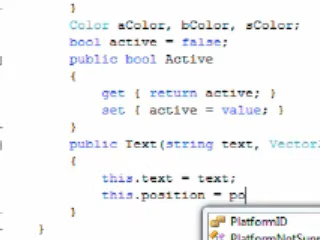 }
Color aColor, bColor, sColor;
bool active = false;
public bool Active
{
get { return active; }
set { active = value; }
}
public Text(string text, Vector
{
this.text = text;
this.position = po
}
PlatformID
PlatformNotSupp
}